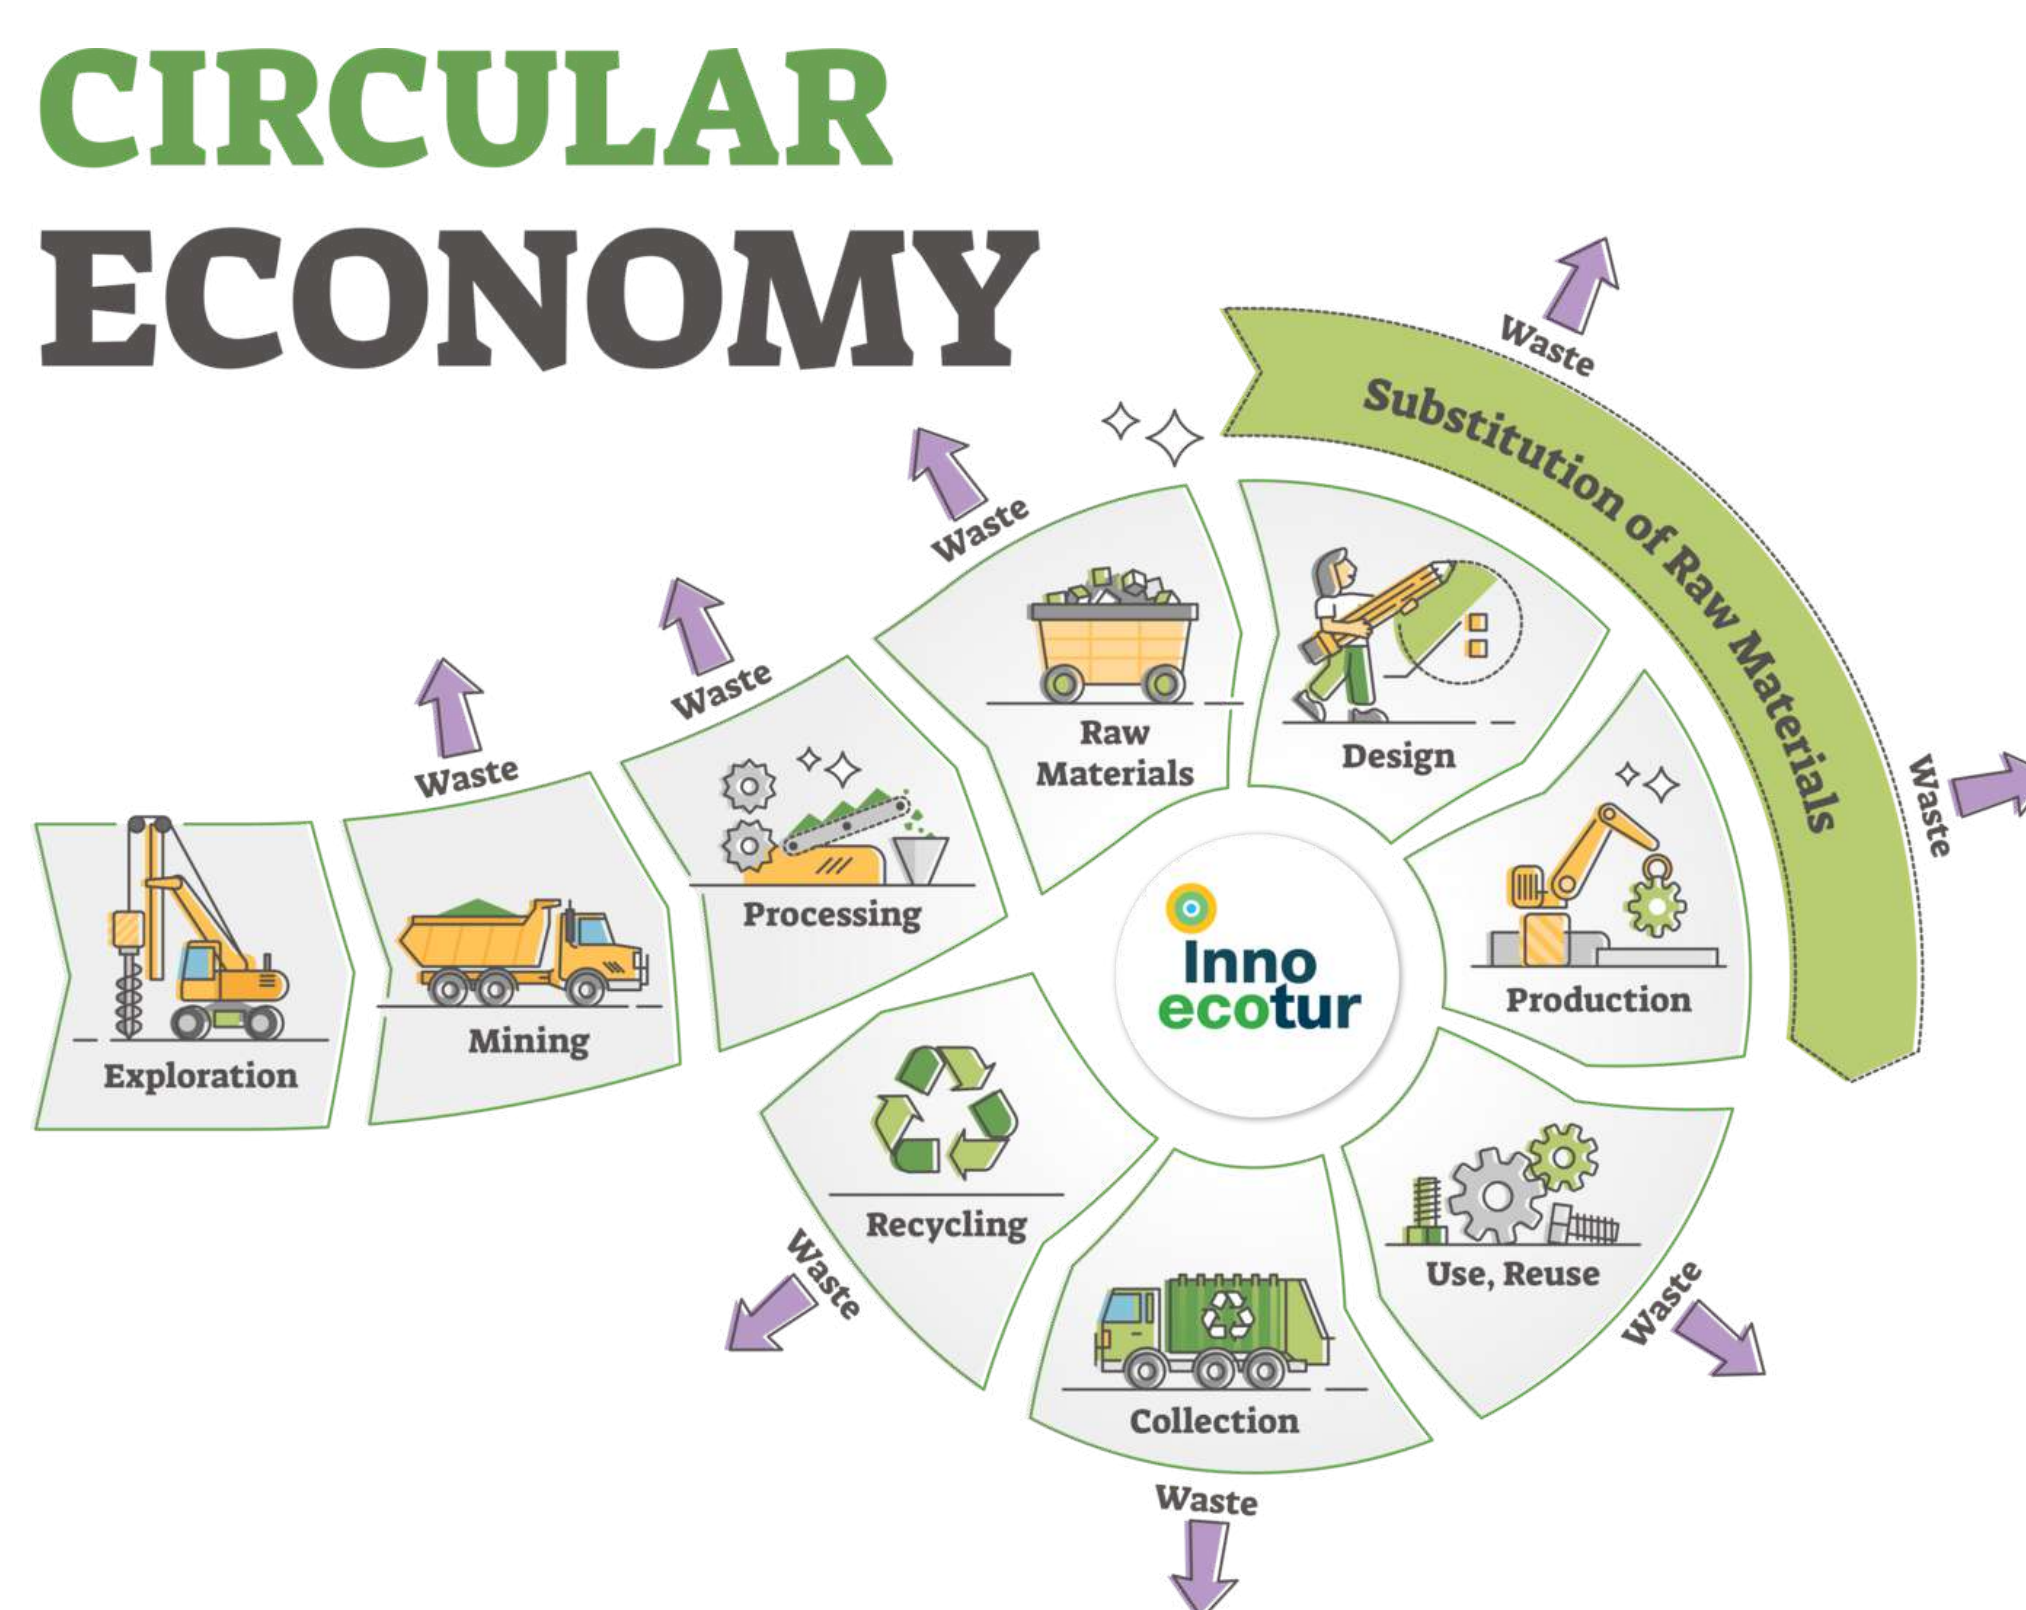 CIRCULAR
ECONOMY
Waste
Substitution of Raw Materials
Waste
Waste
Waste
Waste
Raw
Materials
Design
Processing
Production
Exploration
Mining
Inno
ecotur
Recycling
Waste
Use, Reuse
Waste
Collection
Waste